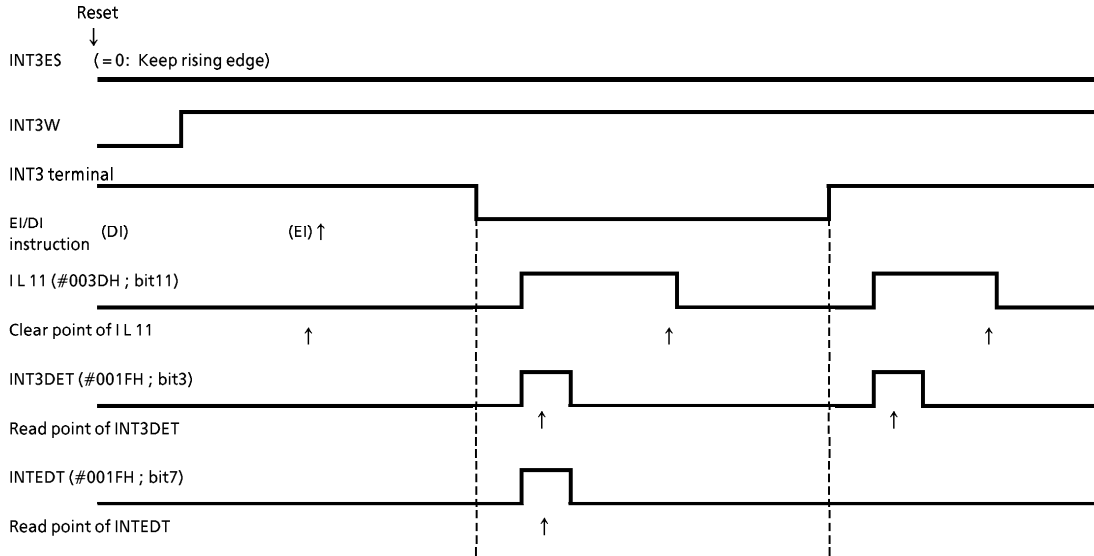 Reset
↓
INT3ES (=0: Keep rising edge)
INT3W
INT3 terminal
EI/DI
instruction (DI) (EI)↑
I L 11 (#003DH ; bit11)
Clear point of I L 11 ↑ ↑ ↑
INT3DET (#001FH ; bit3)
Read point of INT3DET ↑ ↑
INTEDT (#001FH ; bit7)
Read point of INTEDT ↑